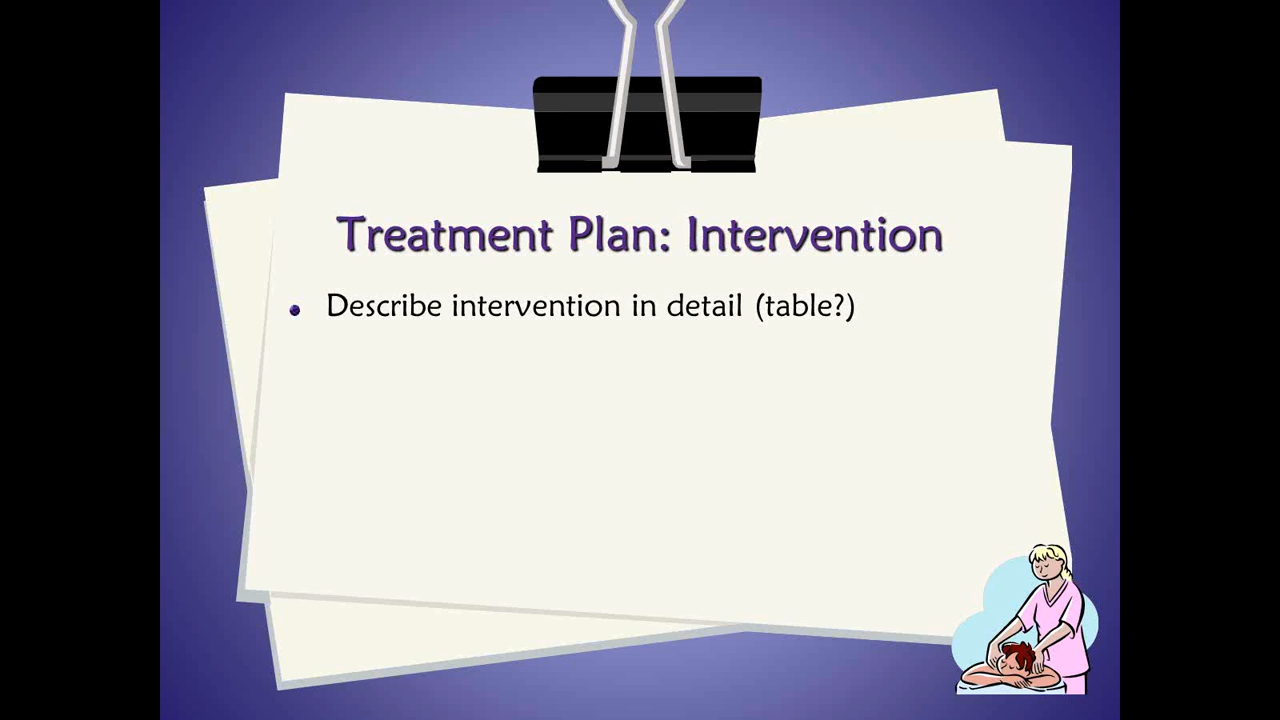 Treatment Plan: Intervention
Describe intervention in detail (table?)